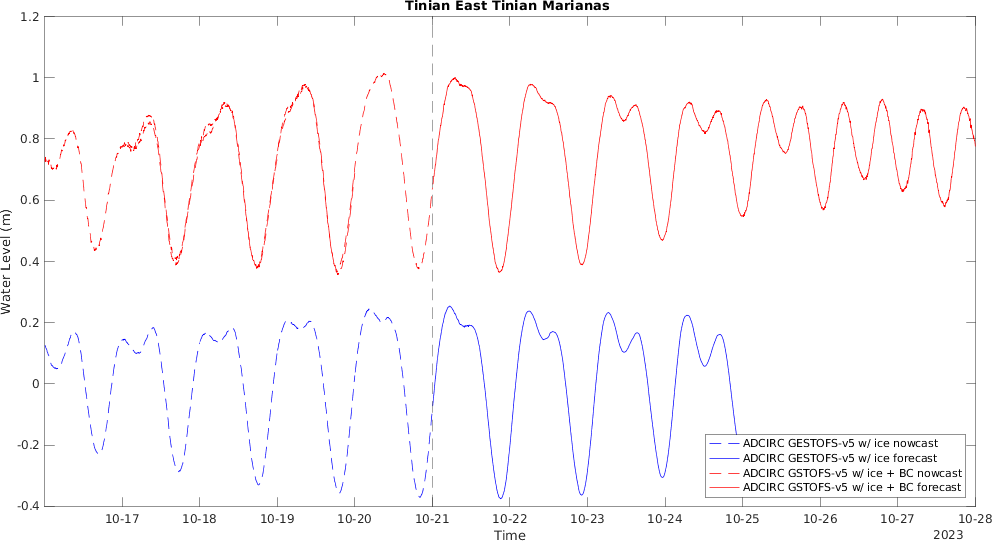 Tinian East Tinian Marianas
1.2
1
0.8
0.6
0.4
0.2
0
-0.2
-0.4
Water Level (m)
ADCIRC GESTOFS-v5 w/ ice nowcast
ADCIRC GESTOFS-v5 w/ ice forecast
ADCIRC GSTOFS-v5 w/ ice + BC nowcast
ADCIRC GSTOFS-v5 w/ ice + BC forecast
10-17 10-18 10-19 10-20 10-21 10-22 10-23 10-24 10-25 10-26 10-27 10-28
Time
2023